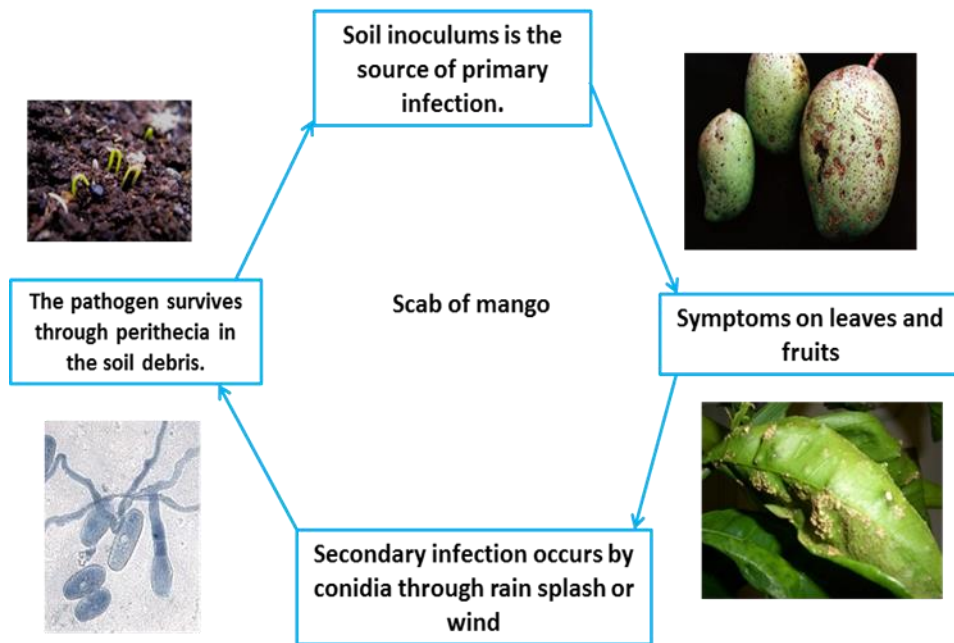 Soil inoculums is the
source of primary
infection.
The pathogen survives
through perithecia in
the soil debris.
Scab of mango
Symptoms on leaves and
fruits
Secondary infection occurs by
conidia through rain splash or
wind